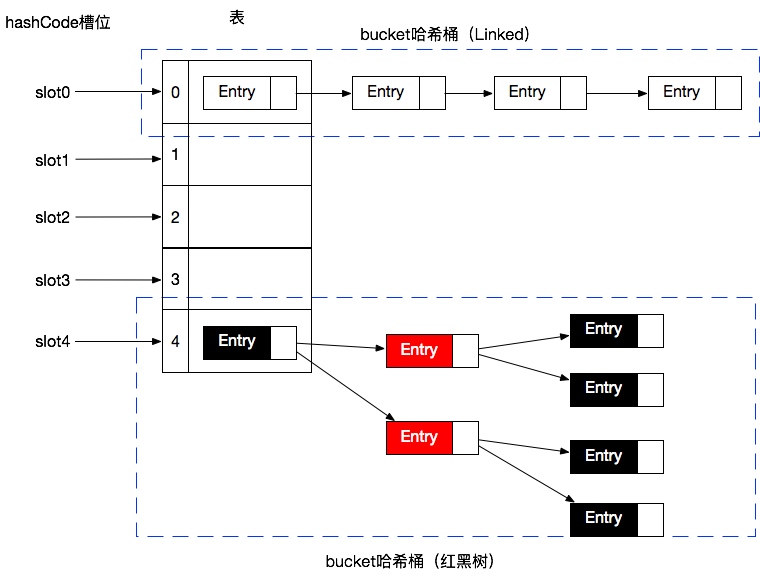 hashCode槽位
表
bucket哈希桶（Linked）
slot0
0
Entry
Entry
Entry
Entry
slot1
1
slot2
2
slot3
3
slot4
4
Entry
Entry
Entry
Entry
Entry
Entry
Entry
bucket哈希桶（红黑树）